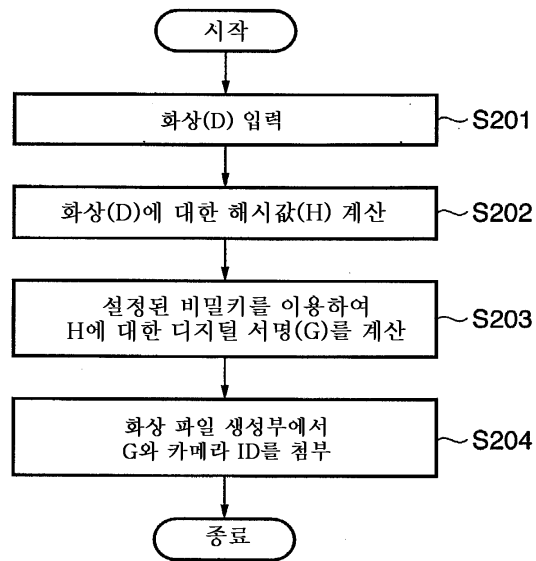 시작
화상(D) 입력
S201
화상(D)에 대한 해시값(H) 계산
S202
설정된 비밀키를 이용하여
H에 대한 디지털 서명(G)를 계산
S203
화상 파일 생성부에서
G와 카메라 ID를 첨부
S204
종료